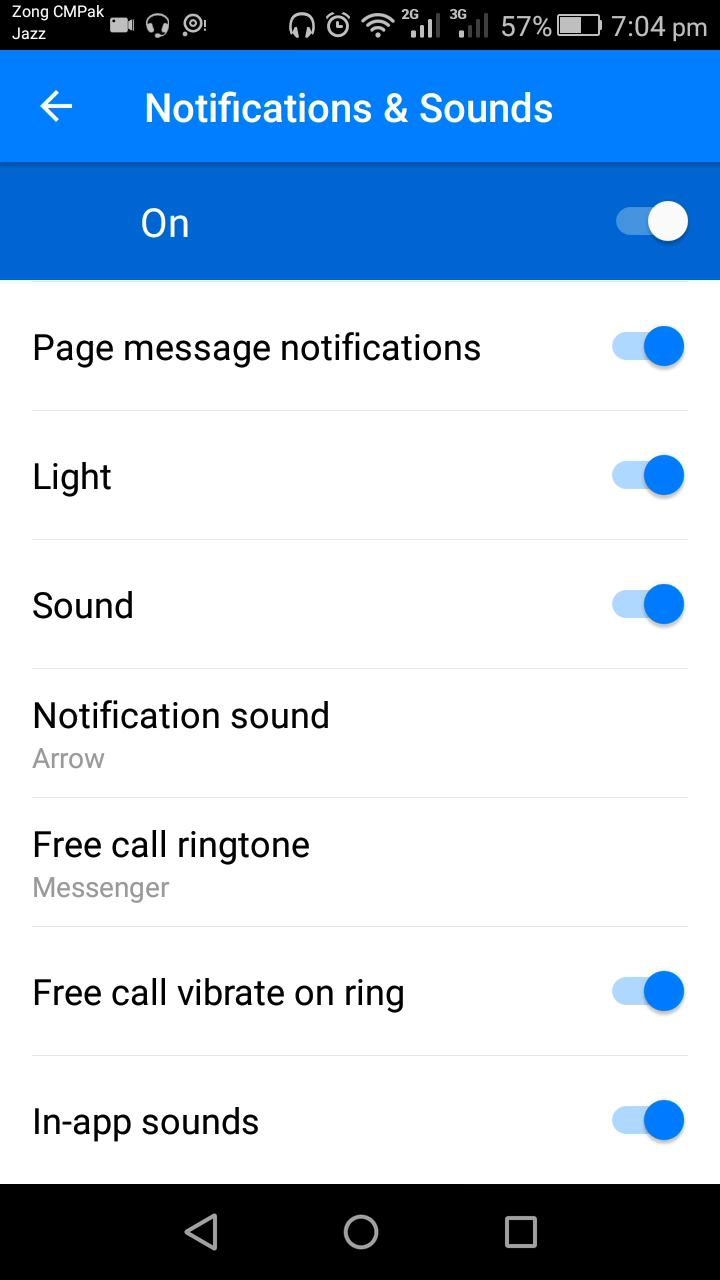 Zong CMPak
Jazz
2G 3G 57% 7:04 pm
Notifications & Sounds
On
Page message notifications
Light
Sound
Notification sound
Arrow
Free call ringtone
Messenger
Free call vibrate on ring
In-app sounds